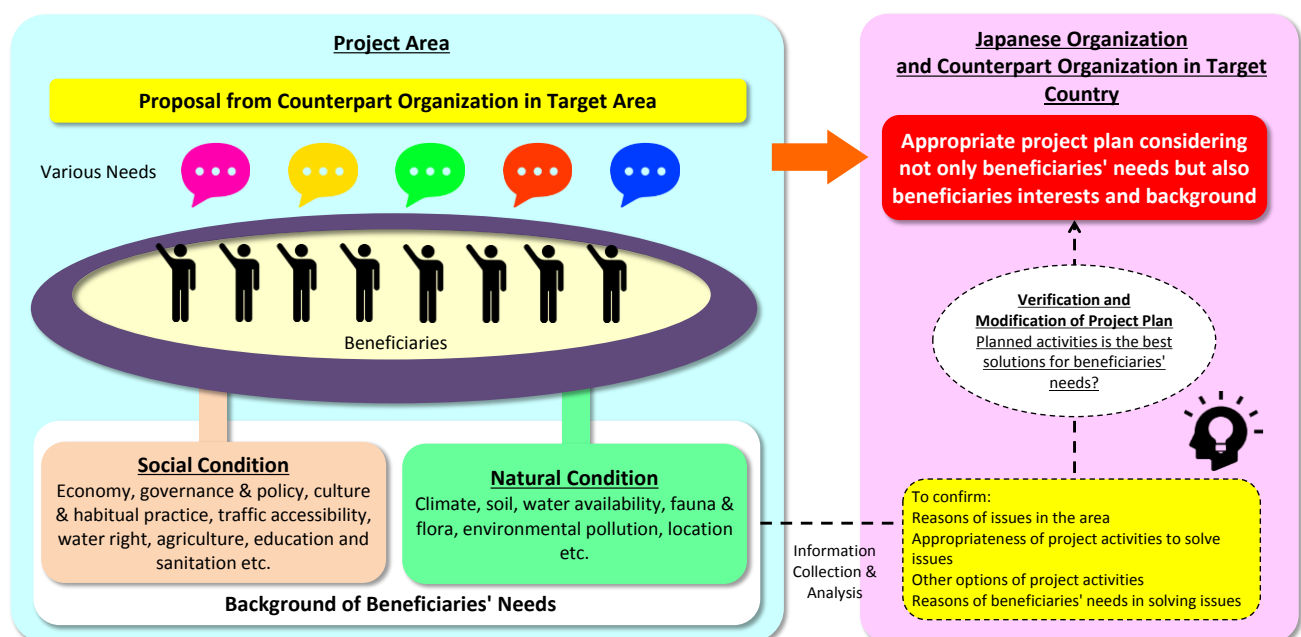 Project Area
Proposal from Counterpart Organization in Target Area
Various Needs
Beneficiaries
Social Condition
Economy, governance & policy, culture
& habitual practice, traffic accessibility,
water right, agriculture, education and
sanitation etc.
Natural Condition
Climate, soil, water availability, fauna &
flora, environmental pollution, location
etc.
Background of Beneficiaries' Needs
Information
Collection &
Analysis
Japanese Organization
and Counterpart Organization in Target
Country
Appropriate project plan considering
not only beneficiaries' needs but also
beneficiaries interests and background
Verification and
Modification of Project Plan
Planned activities is the best
solutions for beneficiaries'
needs?
To confirm:
Reasons of issues in the area
Appropriateness of project activities to solve
issues
Other options of project activities
Reasons of beneficiaries' needs in solving issues